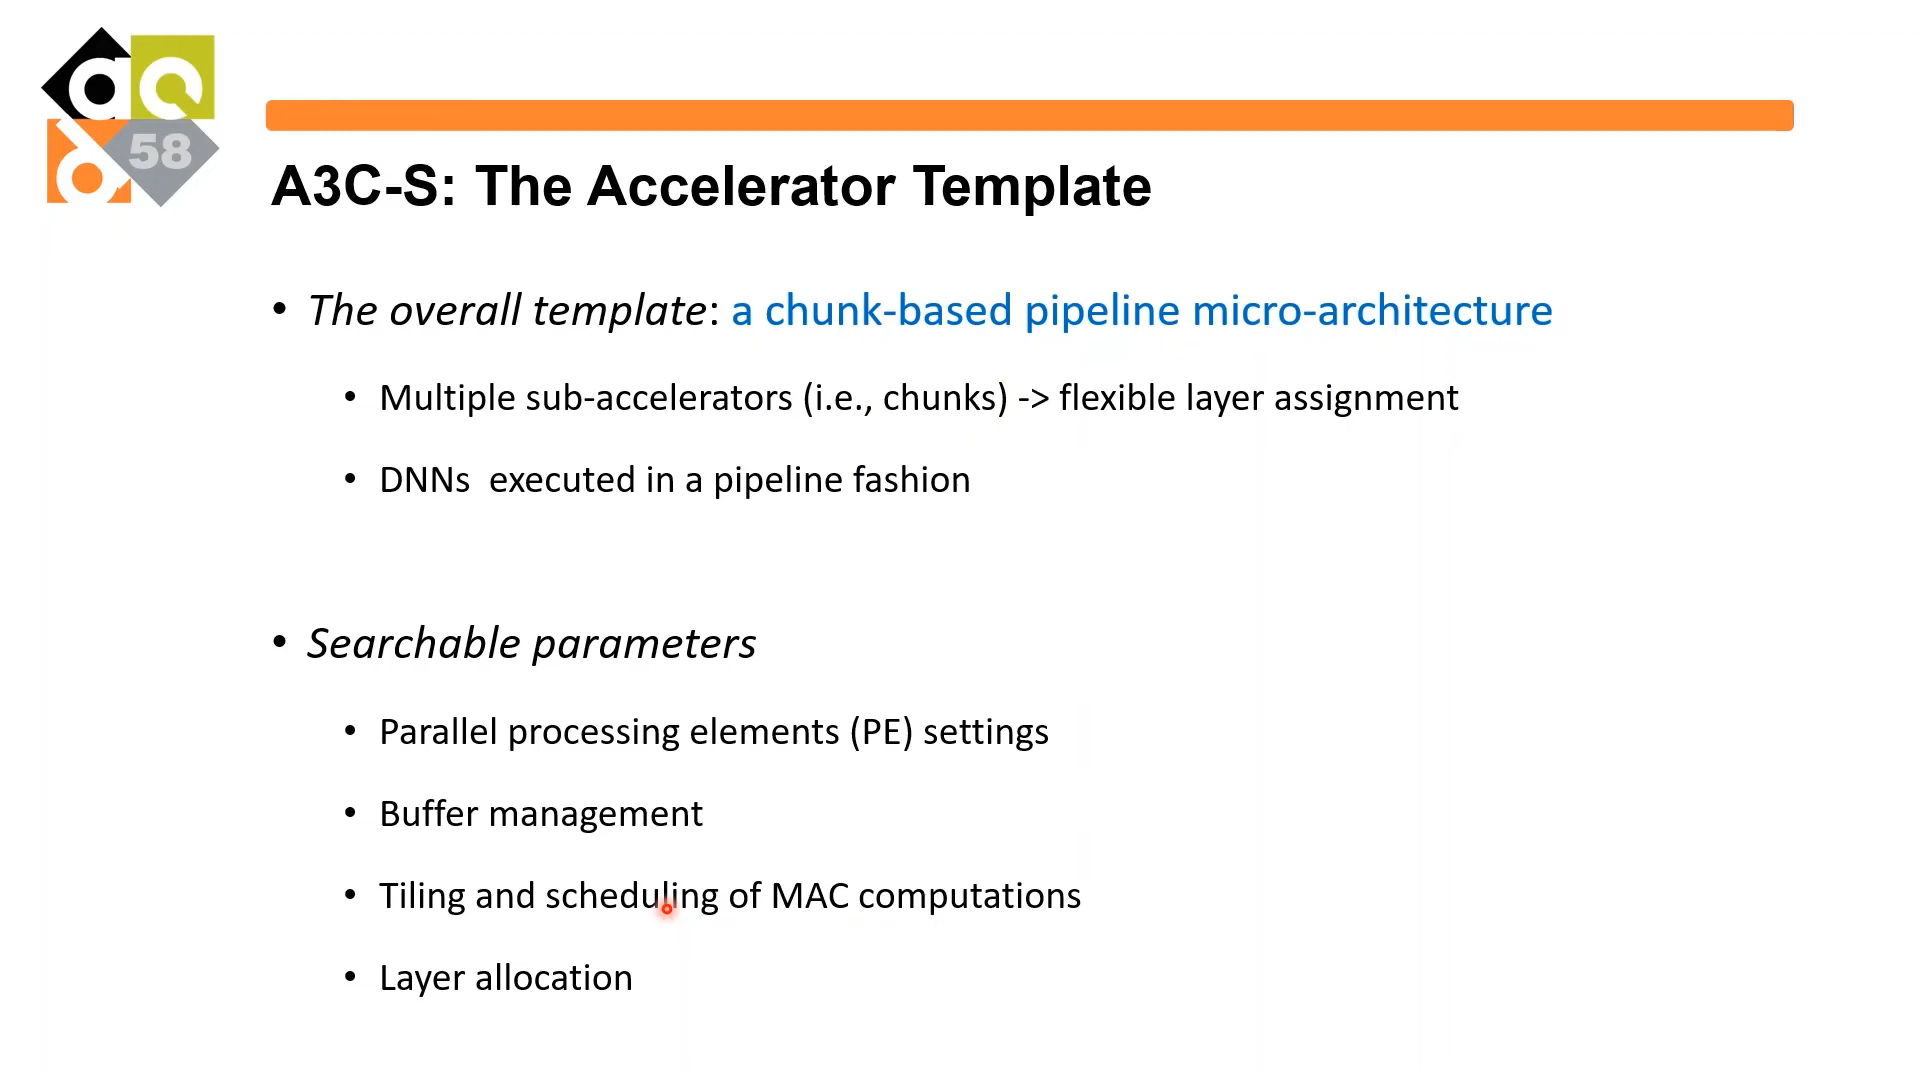 58
A3C-S: The Accelerator Template
• The overall template: a chunk-based pipeline micro-architecture
• Multiple sub-accelerators (i.e., chunks) -> flexible layer assignment
• DNNs  executed in a pipeline fashion
• Searchable parameters
• Parallel processing elements (PE) settings
• Buffer management
• Tiling and scheduling of MAC computations
• Layer allocation